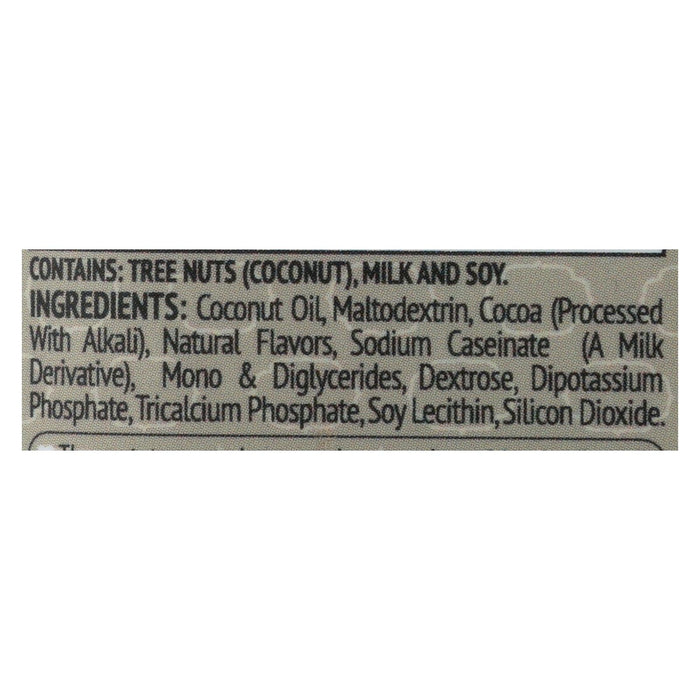 CONTAINS: TREE NUTS (COCONUT), MILK AND SOY.
INGREDIENTS: Coconut Oil, Maltodextrin, Cocoa (Processed
With Alkali), Natural Flavors, Sodium Caseinate (A Milk
Derivative), Mono & Diglycerides, Dextrose, Dipotassium
Phosphate, Tricalcium Phosphate, Soy Lecithin, Silicon Dioxide.